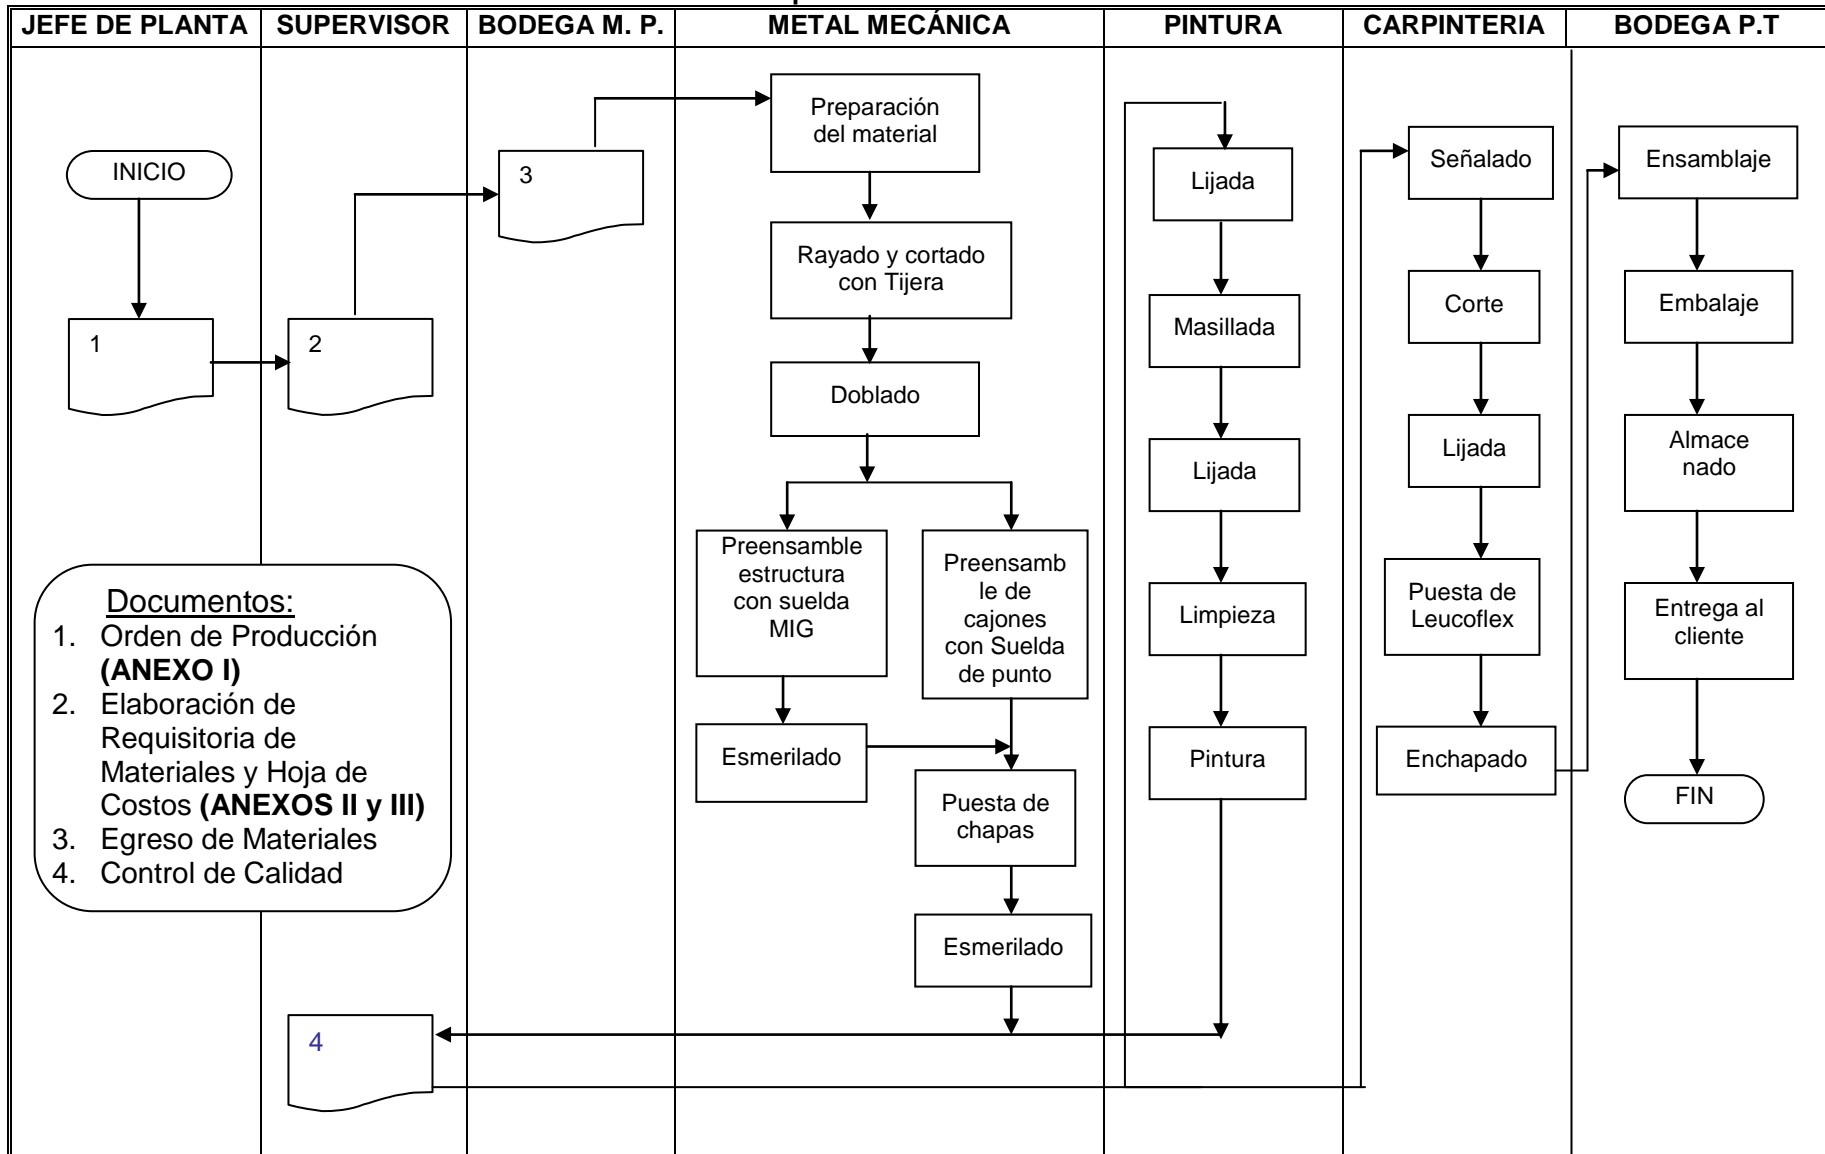 JEFE DE PLANTA
SUPERVISOR
BODEGA M. P.
METAL MECÁNICA
PINTURA
CARPINTERIA
BODEGA P.T
INICIO
1
2
3
Preparación
del material
Rayado y cortado
con Tijera
Doblado
Preensamble
estructura
con suelda
MIG
Preensamb
le de
cajones
con Suelda
de punto
Esmerilado
Puesta de
chapas
Esmerilado
Lijada
Masillada
Lijada
Limpieza
Pintura
Señalado
Corte
Lijada
Puesta de
Leucoflex
Enchapado
Ensamblaje
Embalaje
Almace
nado
Entrega al
cliente
FIN
Documentos:
1. Orden de Producción
(ANEXO I)
2. Elaboración de
Requisitoria de
Materiales y Hoja de
Costos (ANEXOS II y III)
3. Egreso de Materiales
4. Control de Calidad
4